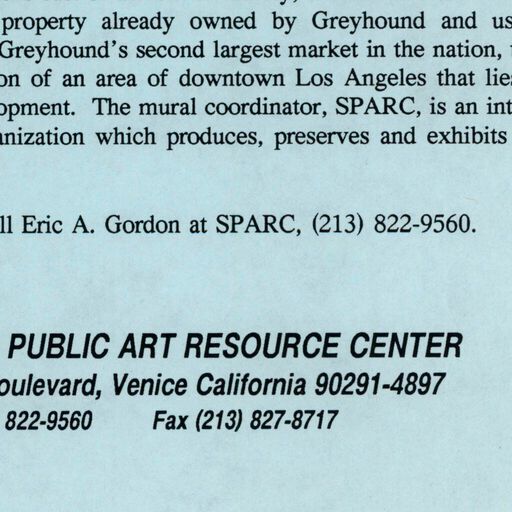 property already owned by Greyhound and us
Greyhound's second largest market in the nation,
on of an area of downtown Los Angeles that lies
opment. The mural coordinator, SPARC, is an int
anization which produces, preserves and exhibits
ll Eric A. Gordon at SPARC, (213) 822-9560.
PUBLIC ART RESOURCE CENTER
oulevard, Venice California 90291-4897
822-9560 Fax (213) 827-8717